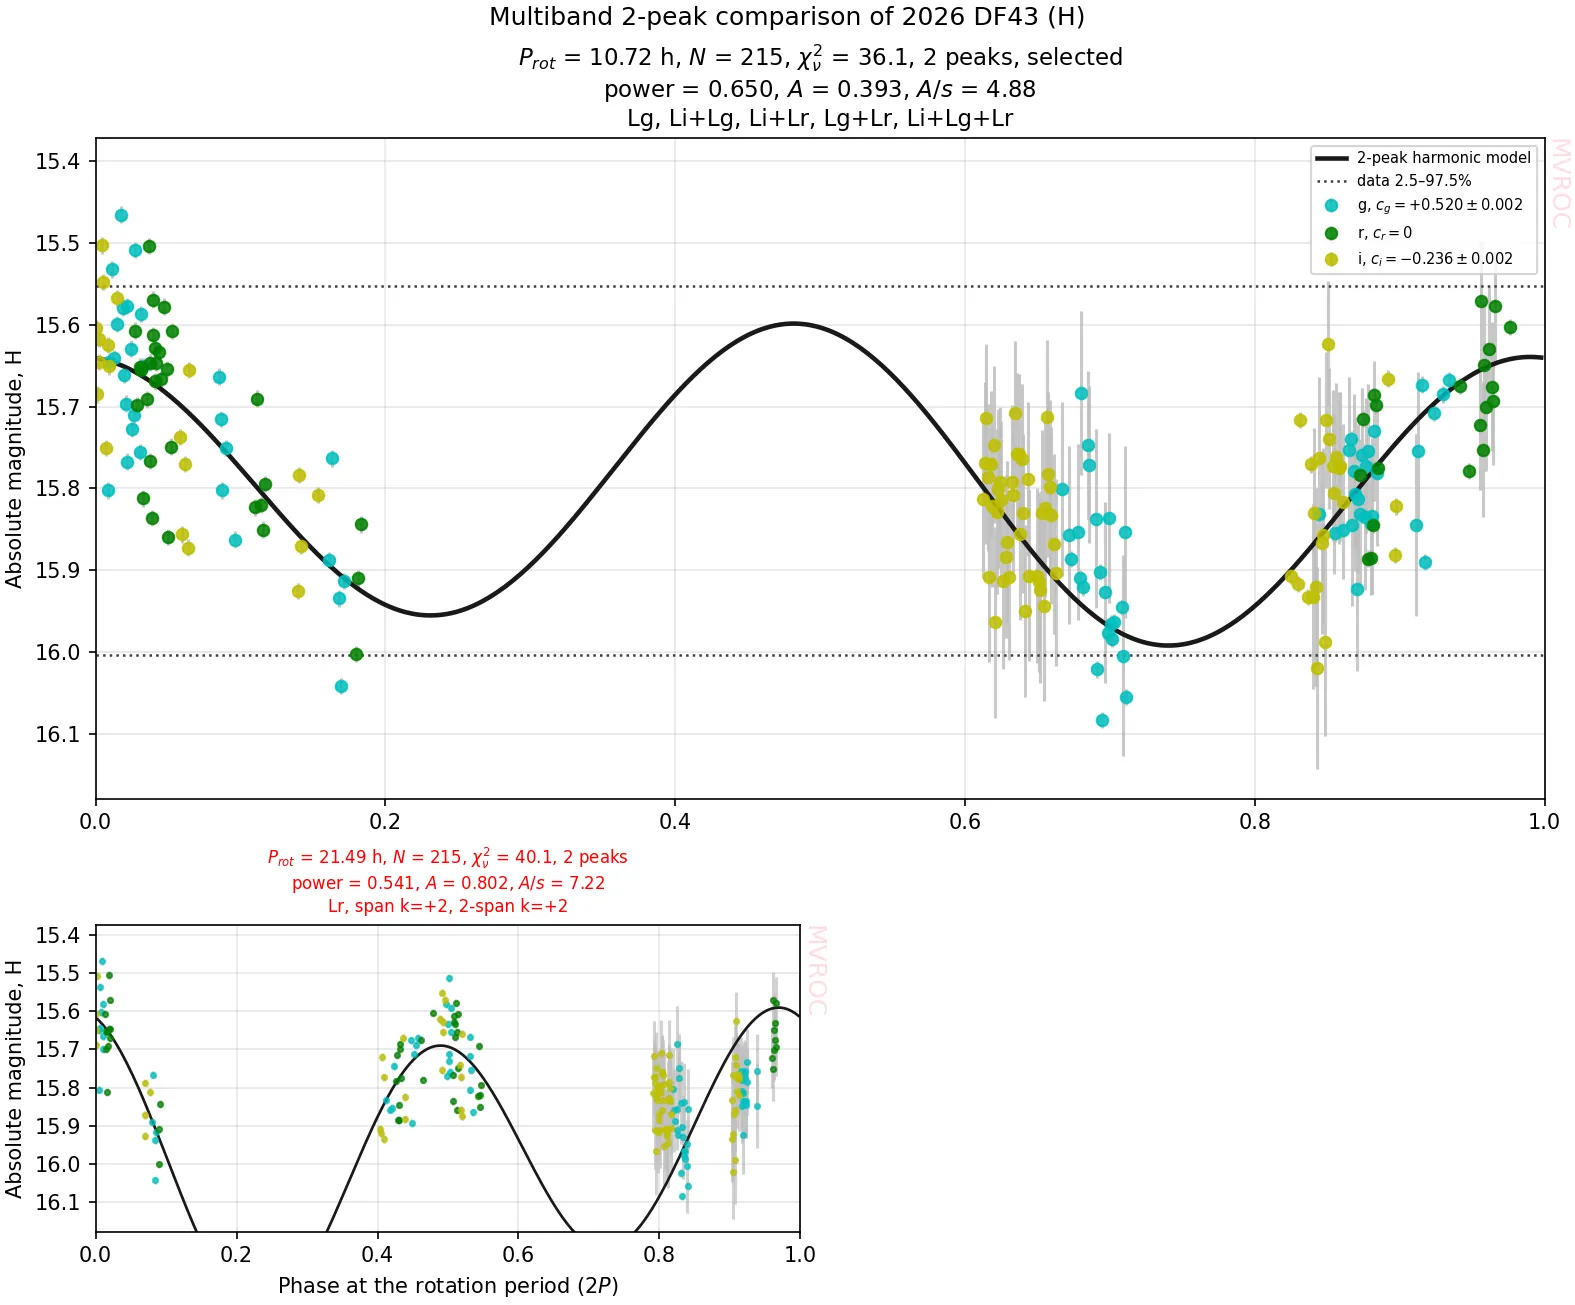 Multiband 2-peak comparison of 2026 DF43 (H)
P_rot = 10.72 h, N = 215, χ²_ν = 36.1, 2 peaks, selected
power = 0.650, A = 0.393, A/s = 4.88
Lg, Li+Lg, Li+Lr, Lg+Lr, Li+Lg+Lr
2-peak harmonic model
data 2.5–97.5%
g, c_g = +0.520 ± 0.002
r, c_r = 0
i, c_i = −0.236 ± 0.002
MVROC
Absolute magnitude, H
15.4
15.5
15.6
15.7
15.8
15.9
16.0
16.1
0.0 0.2 0.4 0.6 0.8 1.0
P_rot = 21.49 h, N = 215, χ²_ν = 40.1, 2 peaks
power = 0.541, A = 0.802, A/s = 7.22
Lr, span k=+2, 2-span k=+2
MVROC
Absolute magnitude, H
15.4
15.5
15.6
15.7
15.8
15.9
16.0
16.1
0.0 0.2 0.4 0.6 0.8 1.0
Phase at the rotation period (2P)